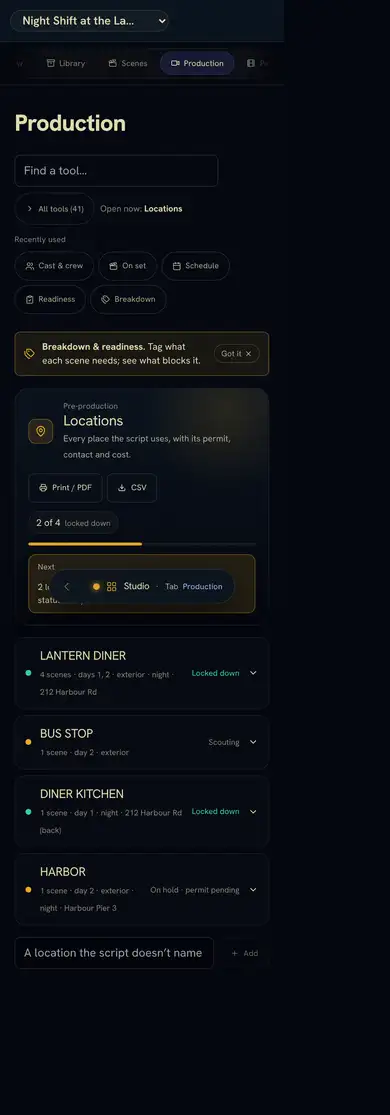 Night Shift at the La...
Library
Scenes
Production
Production
Find a tool...
All tools (41)
Open now: Locations
Recently used
Cast & crew
On set
Schedule
Readiness
Breakdown
Breakdown & readiness. Tag what
each scene needs; see what blocks it.
Got it ×
Pre-production
Locations
Every place the script uses, with its permit,
contact and cost.
Print / PDF
CSV
2 of 4 locked down
Next
Studio · Tab Production
LANTERN DINER
4 scenes · days 1, 2 · exterior · night ·
212 Harbour Rd
Locked down
BUS STOP
1 scene · day 2 · exterior
Scouting
DINER KITCHEN
1 scene · day 1 · night · 212 Harbour Rd
(back)
Locked down
HARBOR
1 scene · day 2 · exterior ·
night · Harbour Pier 3
On hold · permit pending
A location the script doesn't name
+ Add